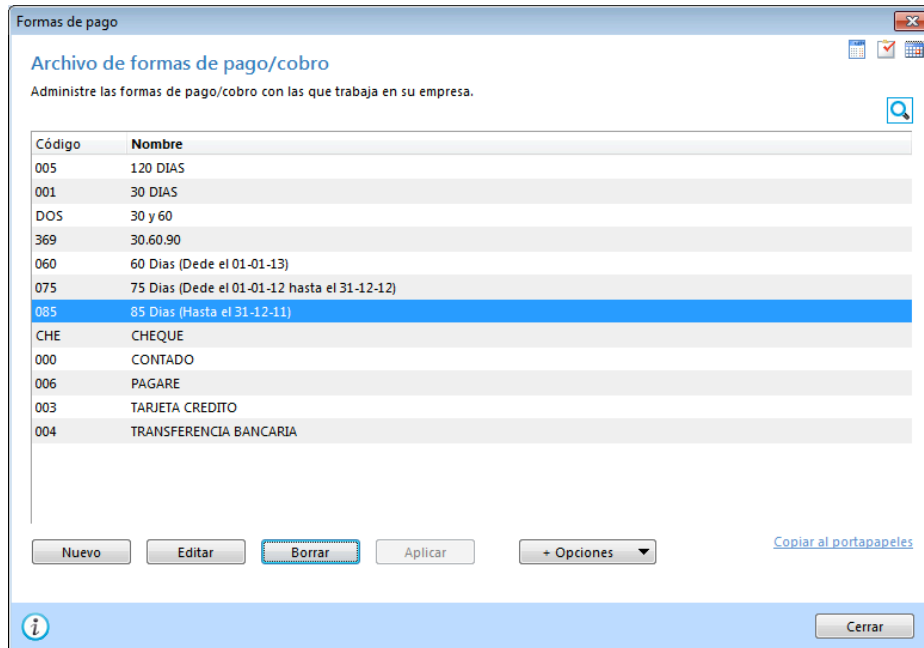 Formas de pago
Archivo de formas de pago/cobro
Administre las formas de pago/cobro con las que trabaja en su empresa.
Código Nombre
005 120 DIAS
001 30 DIAS
DOS 30 y 60
369 30.60.90
060 60 Dias (Dede el 01-01-13)
075 75 Dias (Dede el 01-01-12 hasta el 31-12-12)
085 85 Dias (Hasta el 31-12-11)
CHE CHEQUE
000 CONTADO
006 PAGARE
003 TARJETA CREDITO
004 TRANSFERENCIA BANCARIA
Nuevo Editar Borrar Aplicar + Opciones Copiar al portapapeles
Cerrar